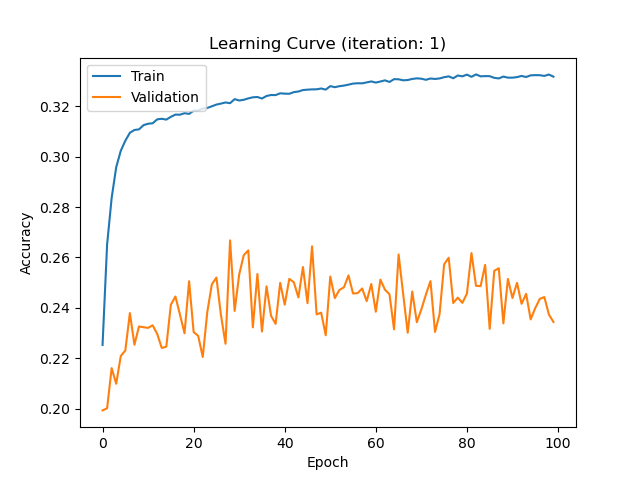 Learning Curve (iteration: 1)
Train
Validation
Accuracy
0.32
0.30
0.28
0.26
0.24
0.22
0.20
0 20 40 60 80 100
Epoch